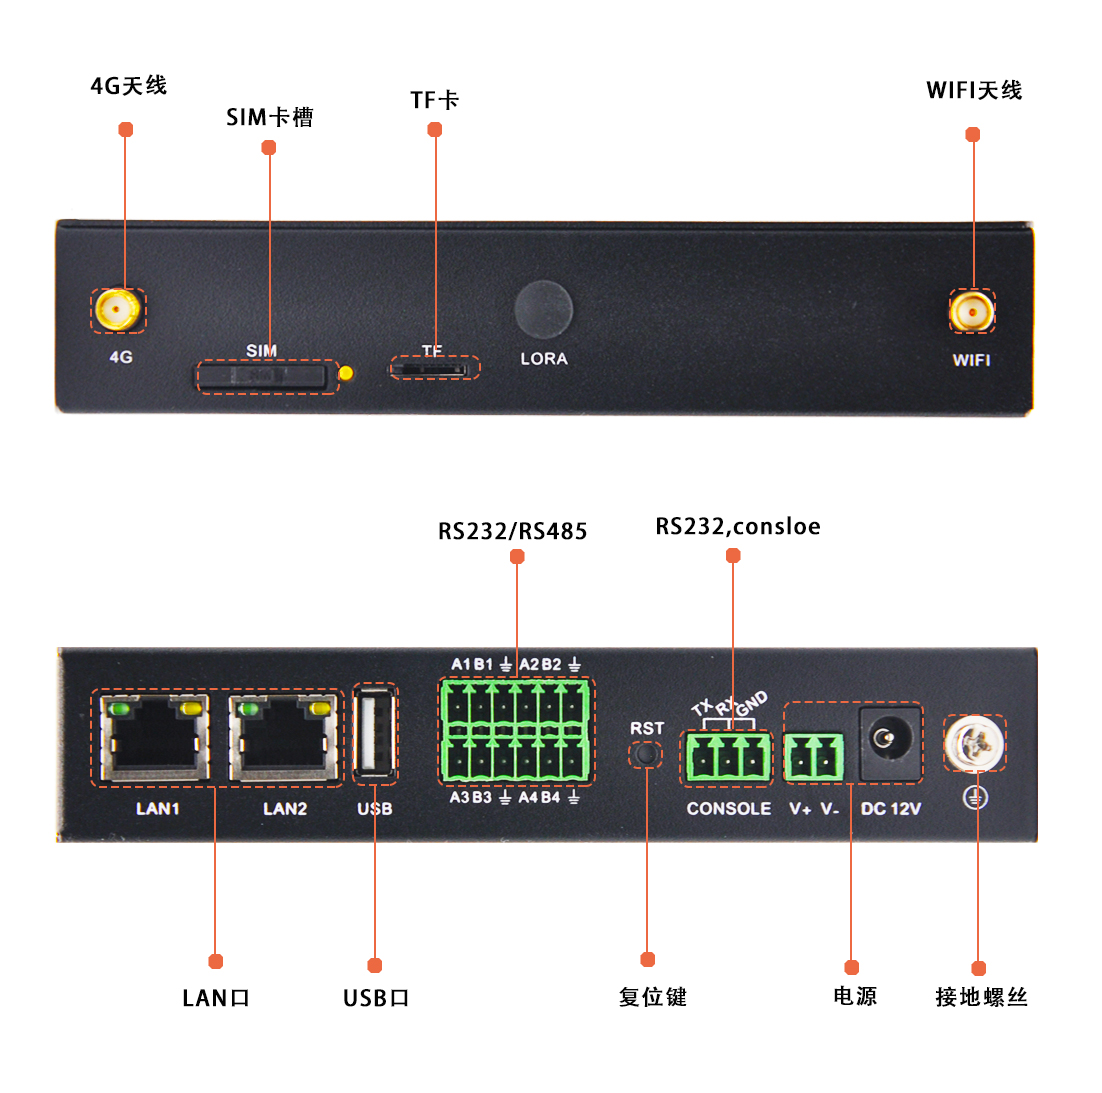 4G天线
SIM卡槽
TF卡
WIFI天线
4G
SIM
TF
LORA
WIFI
RS232/RS485
RS232,consloe
A1 B1 A2 B2
TX
RX
GND
RST
A3 B3 A4 B4
LAN1
LAN2
USB
CONSOLE
V+ V-
DC 12V
LAN口
USB口
复位键
电源
接地螺丝